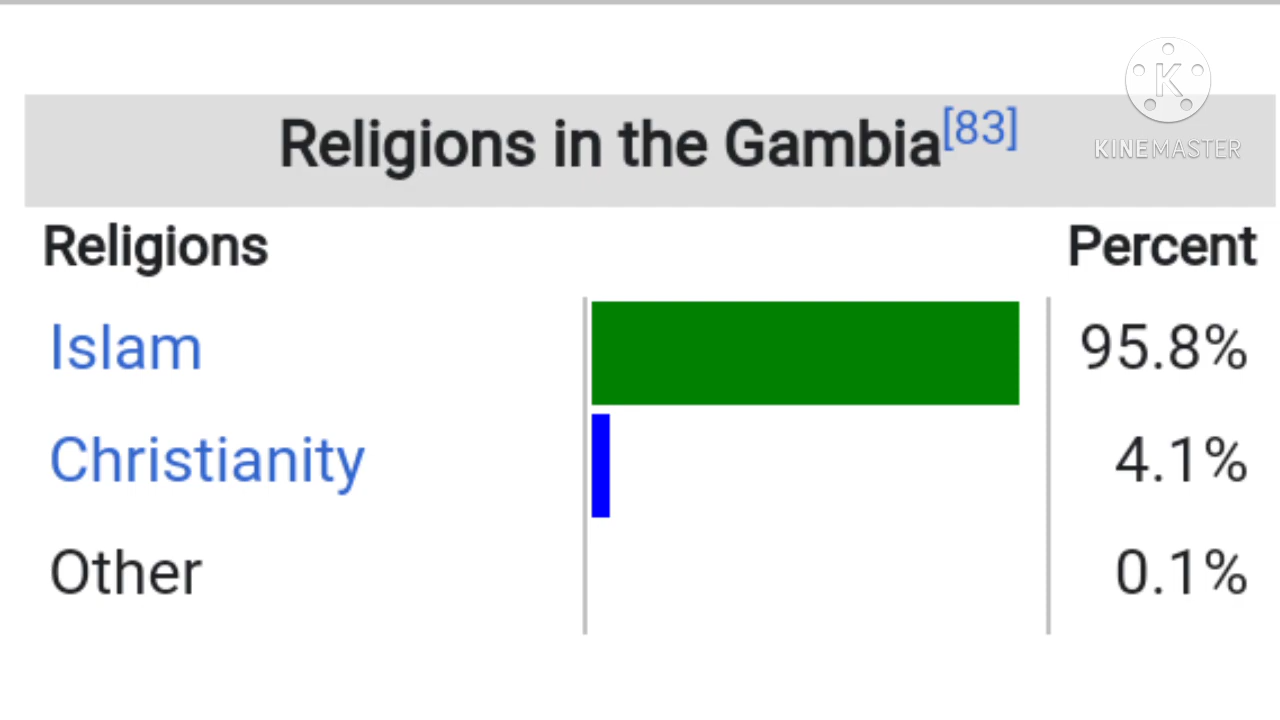 Religions in the Gambia[83]
K
KINEMASTER
Religions Percent
Islam 95.8%
Christianity 4.1%
Other 0.1%